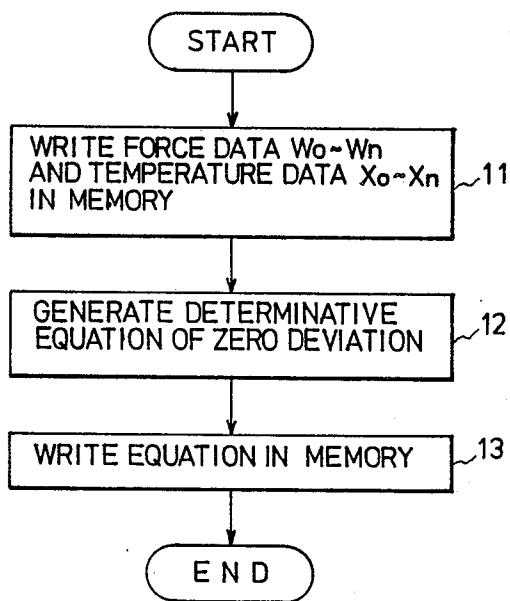 START
WRITE FORCE DATA Wo~Wn
AND TEMPERATURE DATA Xo~Xn
IN MEMORY
11
GENERATE DETERMINATIVE
EQUATION OF ZERO DEVIATION
12
WRITE EQUATION IN MEMORY
13
END